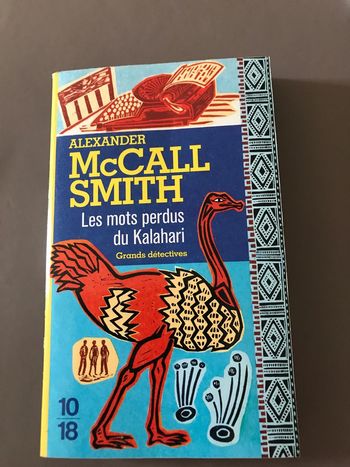 ALEXANDER
McCALL
SMITH
Les mots perdus
du Kalahari
Grands détectives
10
18